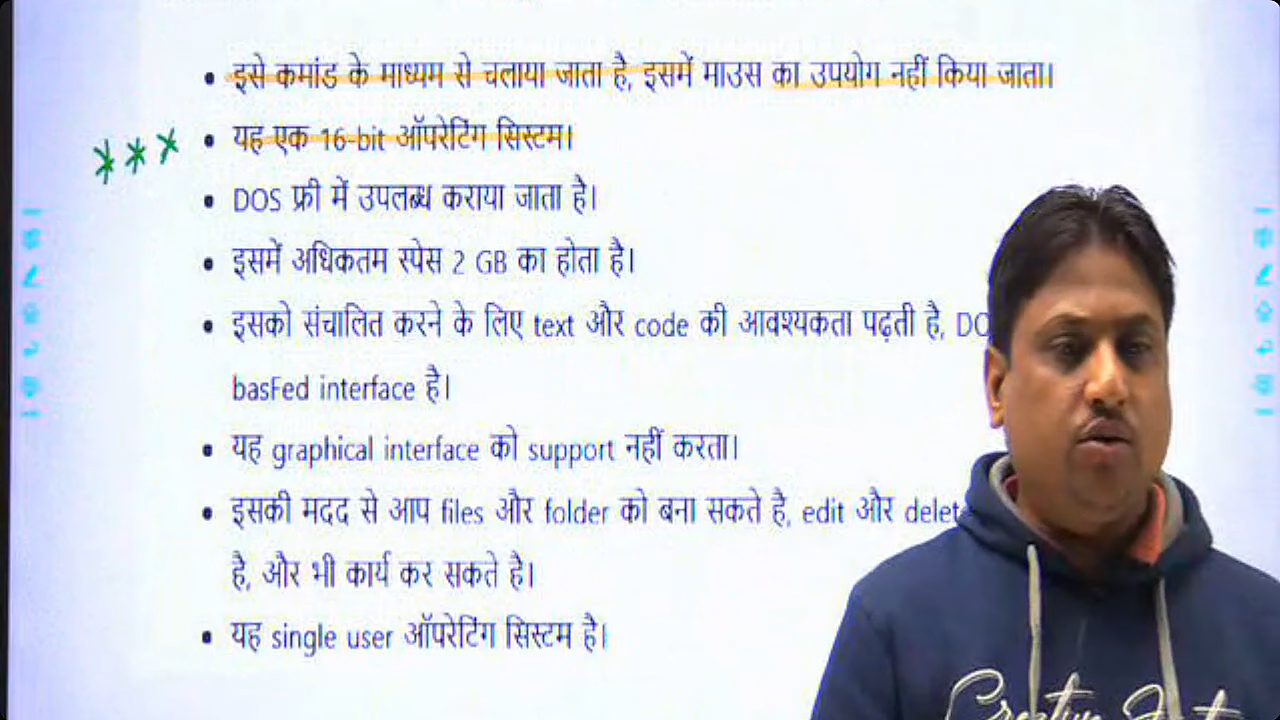 • इसे कमांड के माध्यम से चलाया जाता है, इसमें माउस का उपयोग नहीं किया जाता।
*** • यह एक 16-bit ऑपरेटिंग सिस्टम।
• DOS फ्री में उपलब्ध कराया जाता है।
• इसमें अधिकतम स्पेस 2 GB का होता है।
• इसको संचालित करने के लिए text और code की आवश्यकता पढ़ती है, DO
basFed interface है।
• यह graphical interface को support नहीं करता।
• इसकी मदद से आप files और folder को बना सकते है, edit और delet
है, और भी कार्य कर सकते है।
• यह single user ऑपरेटिंग सिस्टम है।
Creative